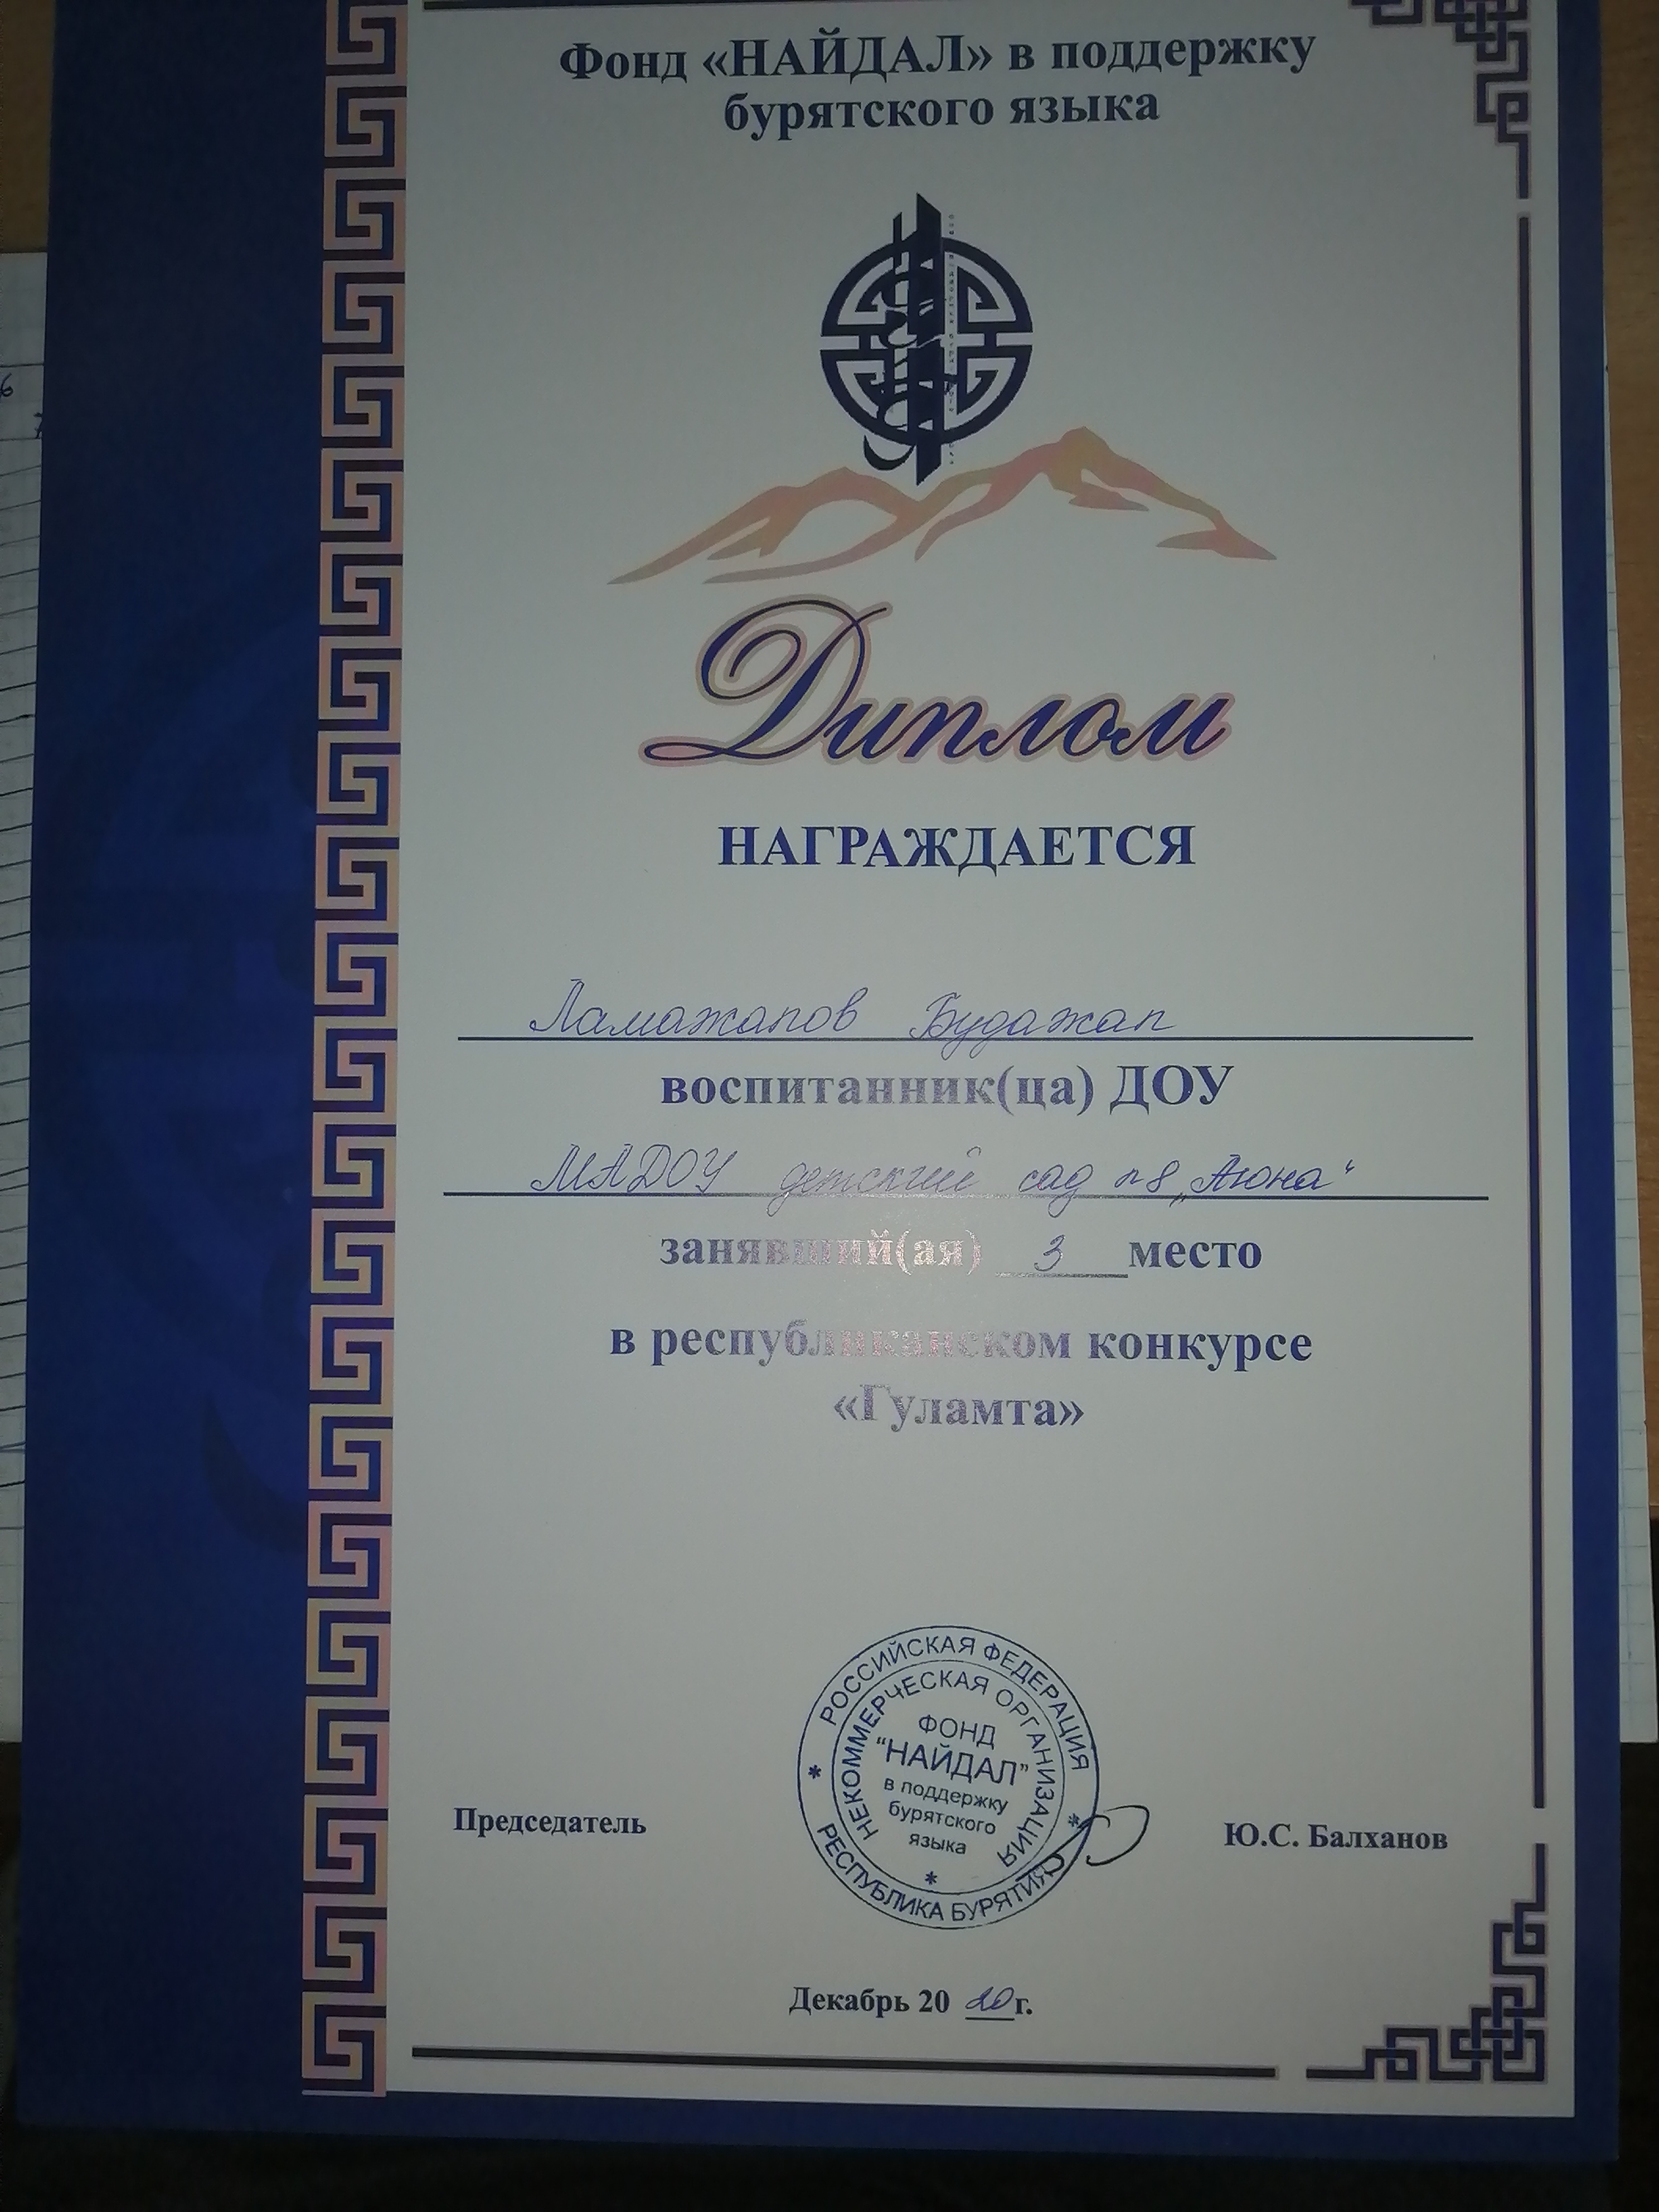 Фонд «НАЙДАЛ» в поддержку
бурятского языка
Диплом
НАГРАЖДАЕТСЯ
Ламажапов Будажап
воспитанник(ца) ДОУ
МАДОУ детский сад №8 „Аюна“
занявший(ая) 3 место
в республиканском конкурсе
«Гуламта»
РОССИЙСКАЯ ФЕДЕРАЦИЯ
НЕКОММЕРЧЕСКАЯ ОРГАНИЗАЦИЯ
ФОНД
"НАЙДАЛ"
в поддержку
бурятского
языка
РЕСПУБЛИКА БУРЯТИЯ
Председатель
Ю.С. Балханов
Декабрь 2020г.